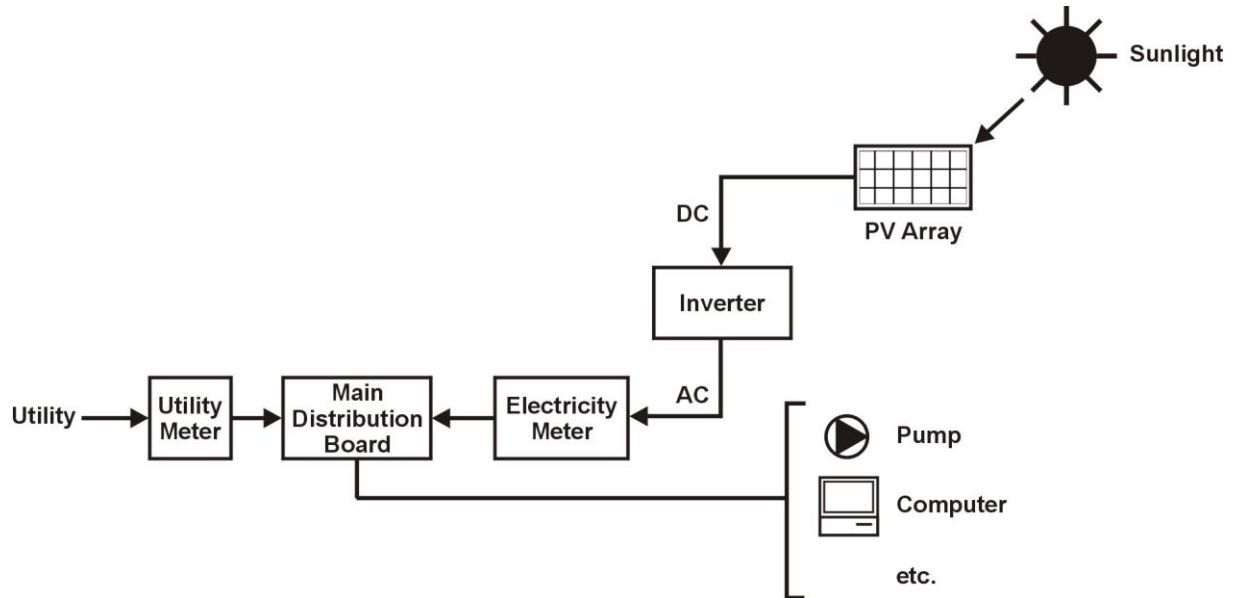 Sunlight
PV Array
DC
Inverter
AC
Utility
Utility
Meter
Main
Distribution
Board
Electricity
Meter
Pump
Computer
etc.